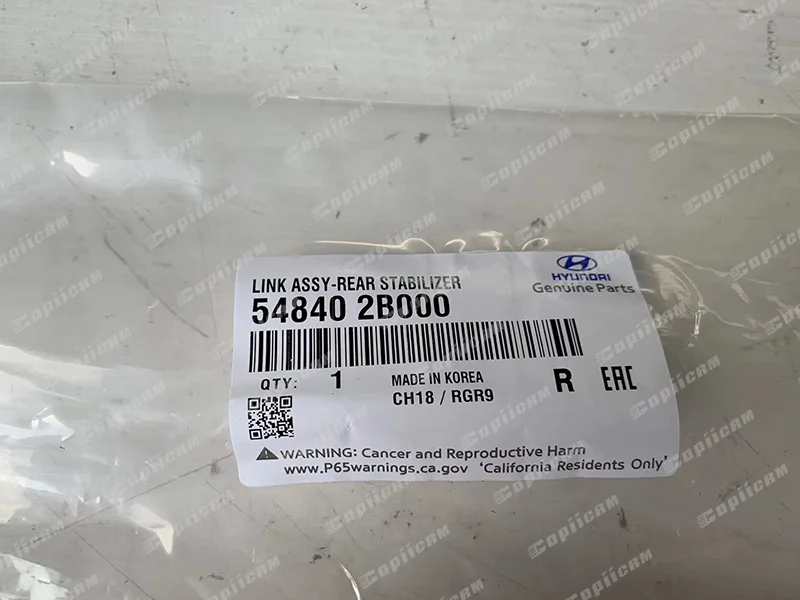 LINK ASSY-REAR STABILIZER
54840 2B000
HYUNDAI
Genuine Parts
QTY: 1 MADE IN KOREA R EAC
CH18 / RGR9
WARNING: Cancer and Reproductive Harm
www.P65warnings.ca.gov 'California Residents Only'
Copiicam